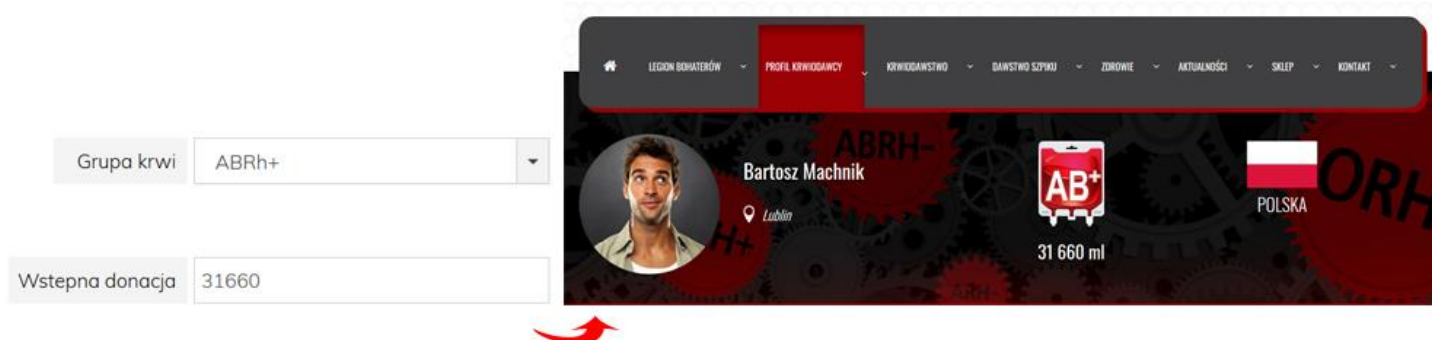 LEGION BOHATERÓW PROFIL KRWIODAWCY KRWIODAWSTWO DAWSTWO SZPIKU ZDROWIE AKTUALNOŚCI SKLEP KONTAKT
Grupa krwi ABRh+
Wstepna donacja 31660
ABRH-
Bartosz Machnik
Lublin
AB+
31 660 ml
POLSKA
ORH
H+
ABRH-